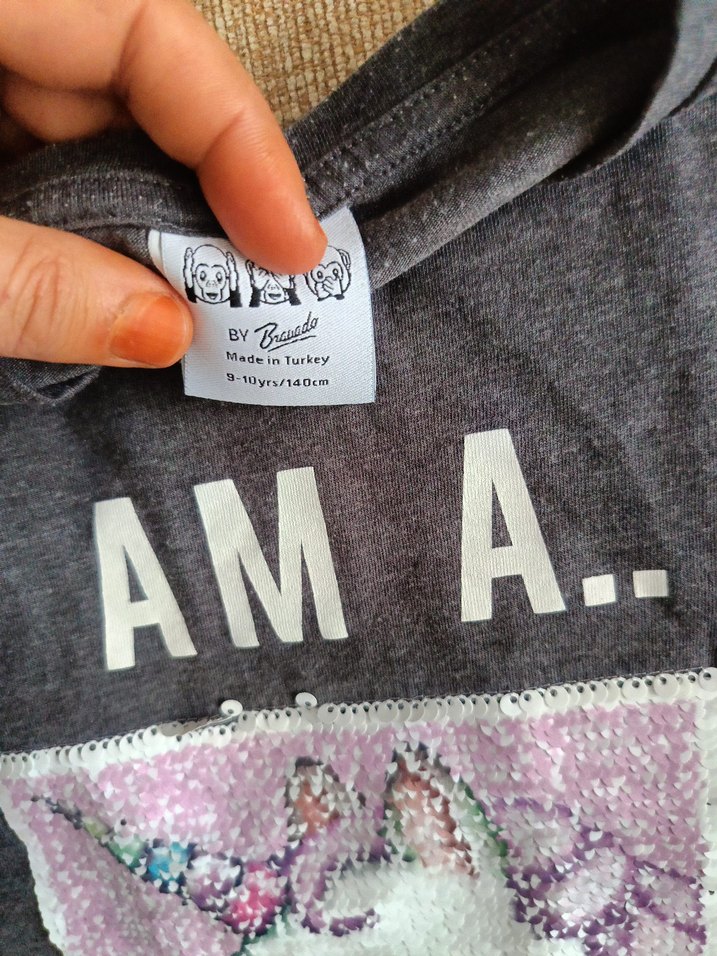 BY Bravado
Made in Turkey
9-10yrs/140cm
AM A..